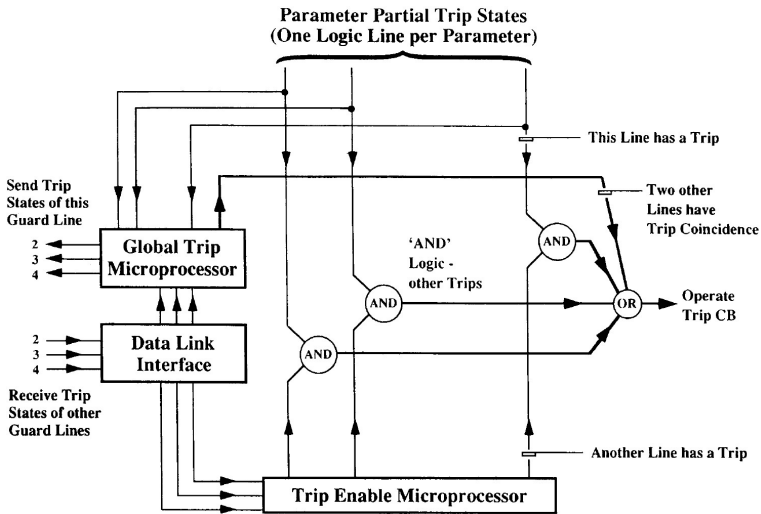 Parameter Partial Trip States
(One Logic Line per Parameter)
This Line has a Trip
Send Trip
States of this
Guard Line
Two other
Lines have
Trip Coincidence
2
3
4
Global Trip
Microprocessor
'AND'
Logic -
other Trips
AND
AND
OR
Operate
Trip CB
2
3
4
Data Link
Interface
AND
Receive Trip
States of other
Guard Lines
Another Line has a Trip
Trip Enable Microprocessor